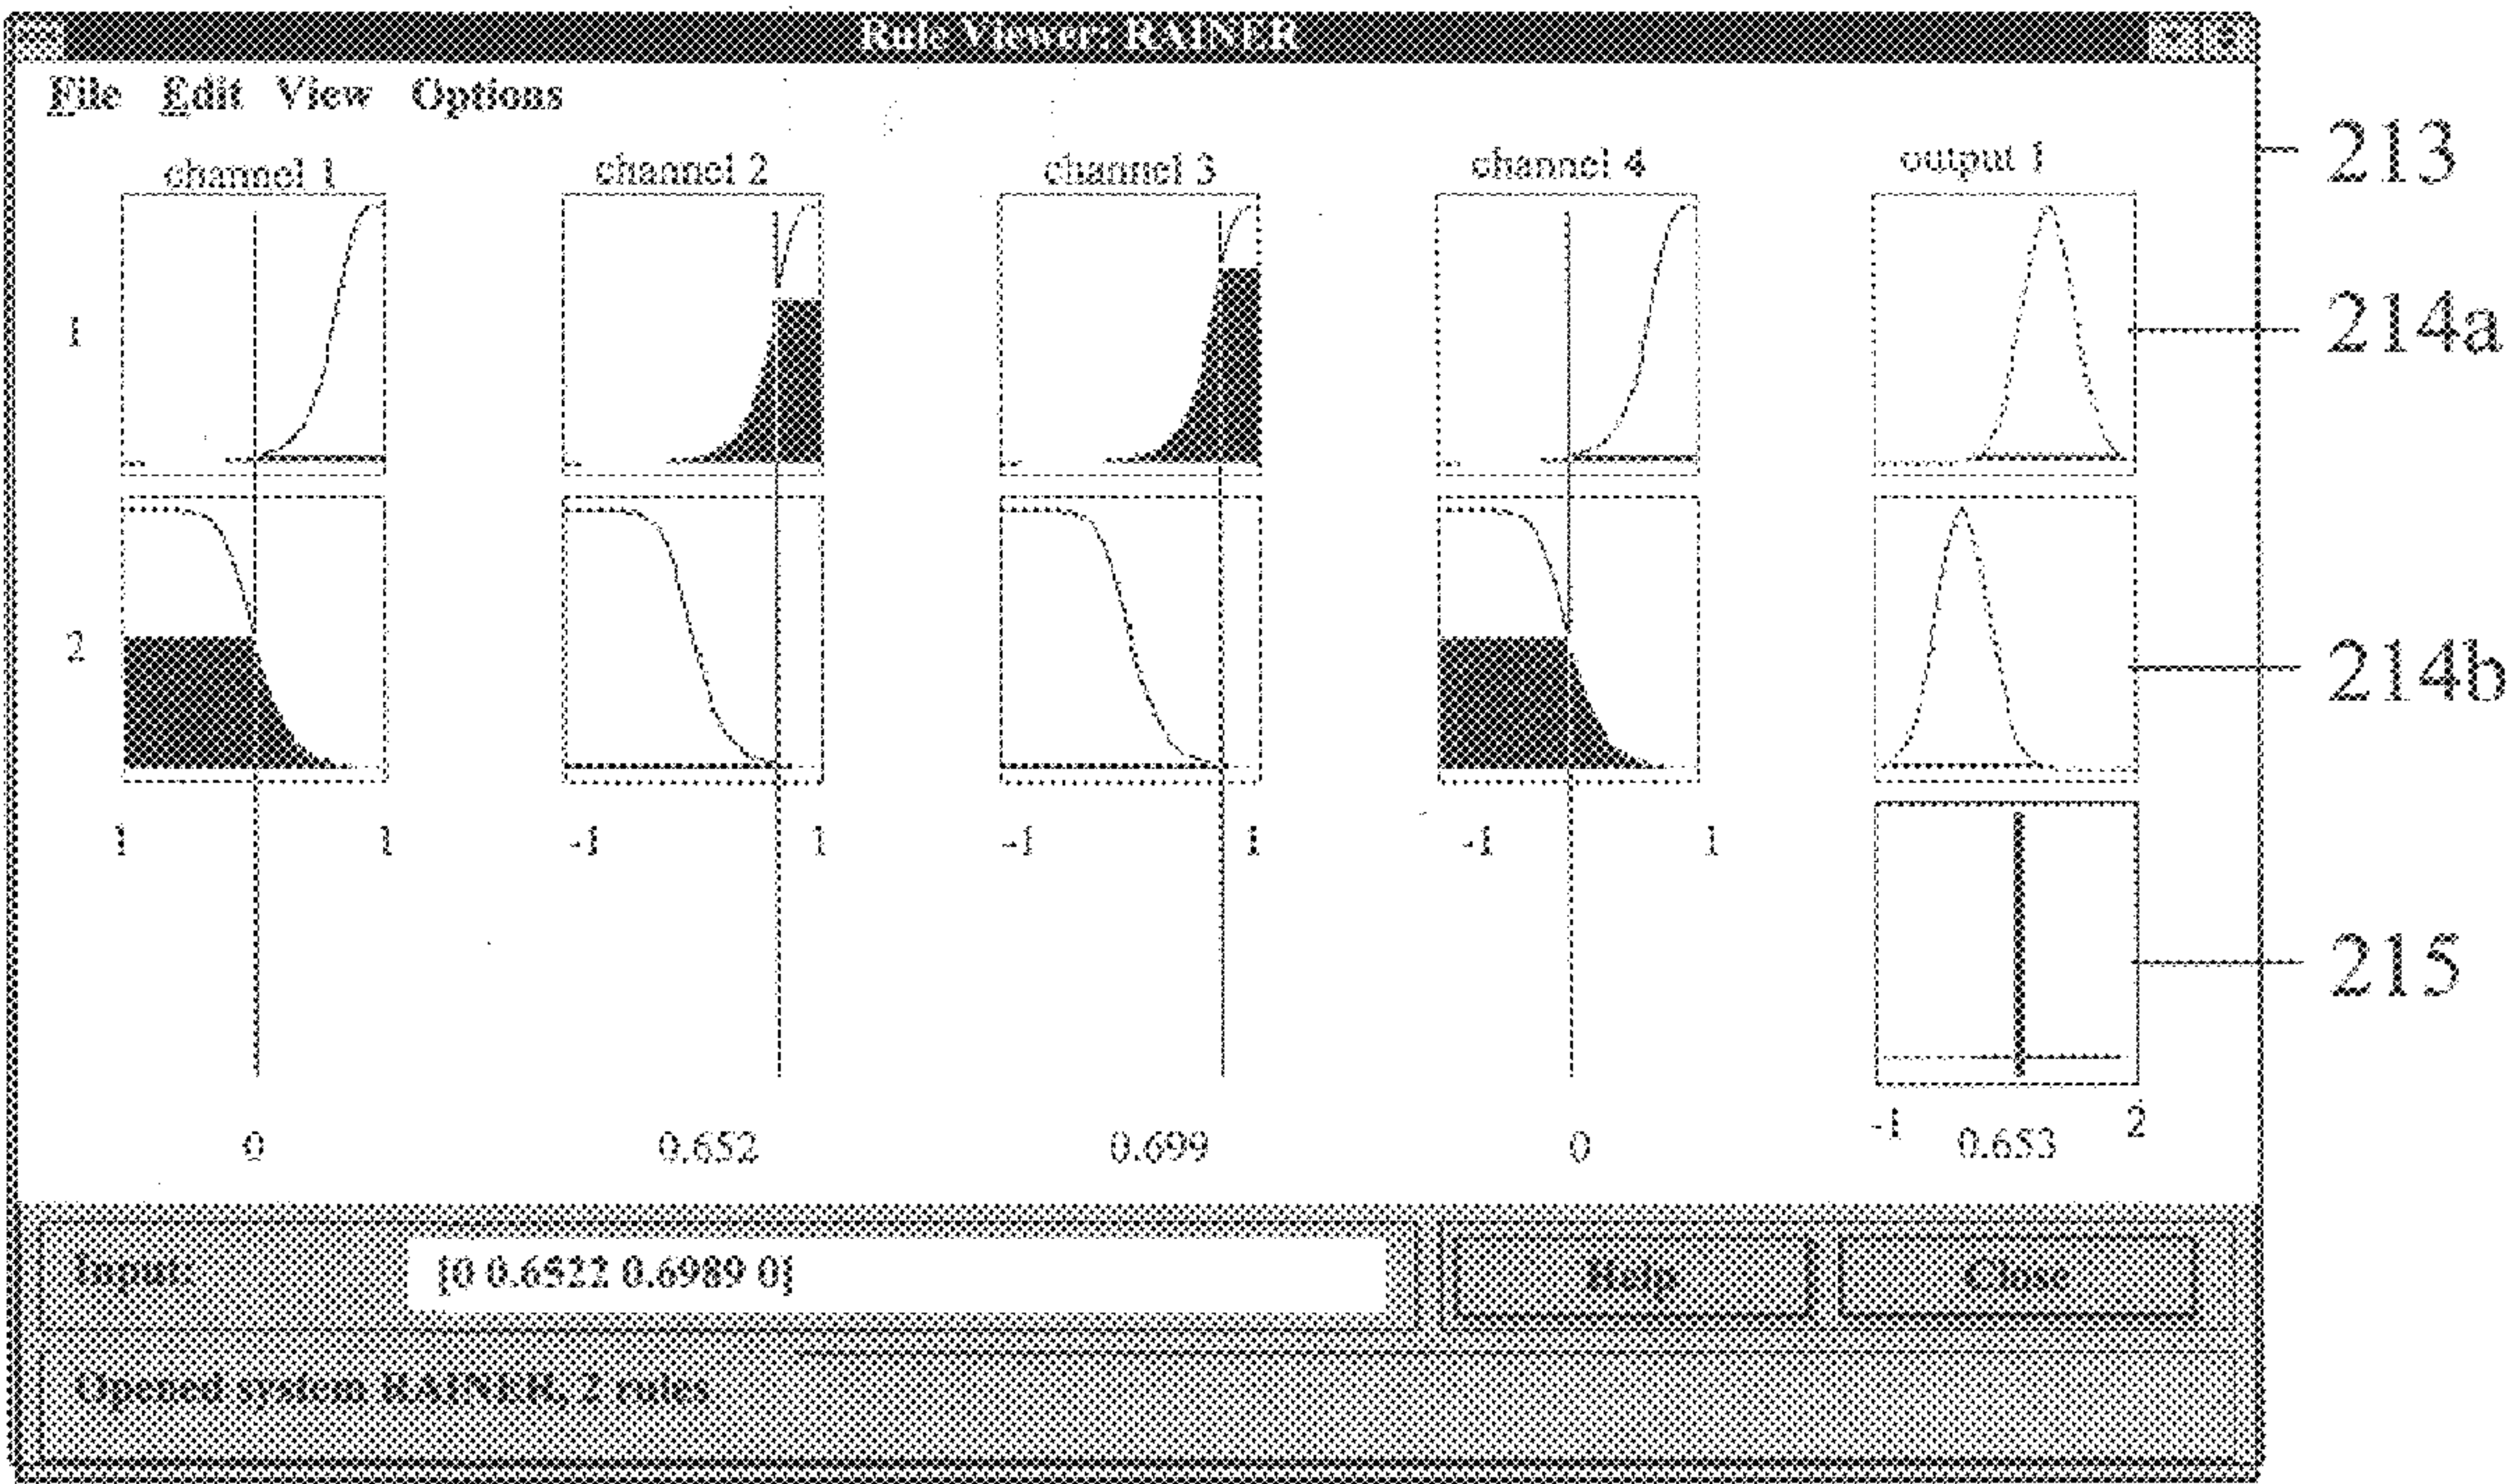 Rule Viewer: RAINER
File Edit View Options
channel 1 channel 2 channel 3 channel 4 output 1
213
1
214a
2
214b
1 1 -1 1 -1 1 -1 1
215
-1 2
0 0.652 0.699 0 0.653
Input: [0 0.6522 0.6989 0] Help Close
Opened system RAINER, 2 rules